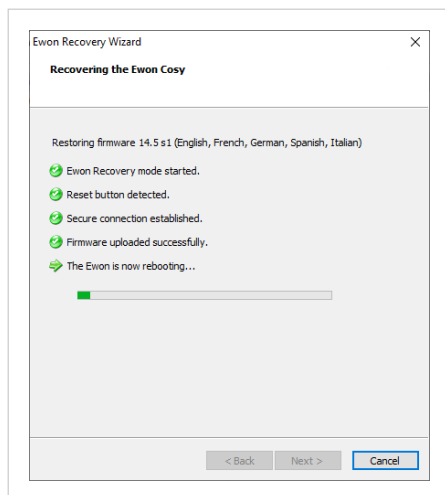 Ewon Recovery Wizard
Recovering the Ewon Cosy
Restoring firmware 14.5 s1 (English, French, German, Spanish, Italian)
Ewon Recovery mode started.
Reset button detected.
Secure connection established.
Firmware uploaded successfully.
The Ewon is now rebooting...
< Back Next > Cancel